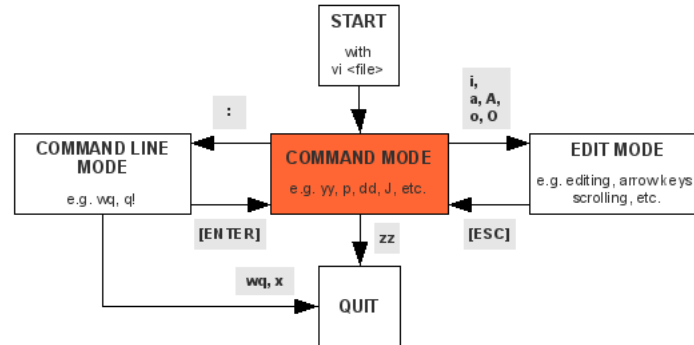 START
with
vi <file>
i,
a, A,
o, O
:
COMMAND LINE
MODE
e.g. wq, q!
COMMAND MODE
e.g. yy, p, dd, J, etc.
EDIT MODE
e.g. editing, arrow keys
scrolling, etc.
[ENTER]
zz
[ESC]
wq, x
QUIT